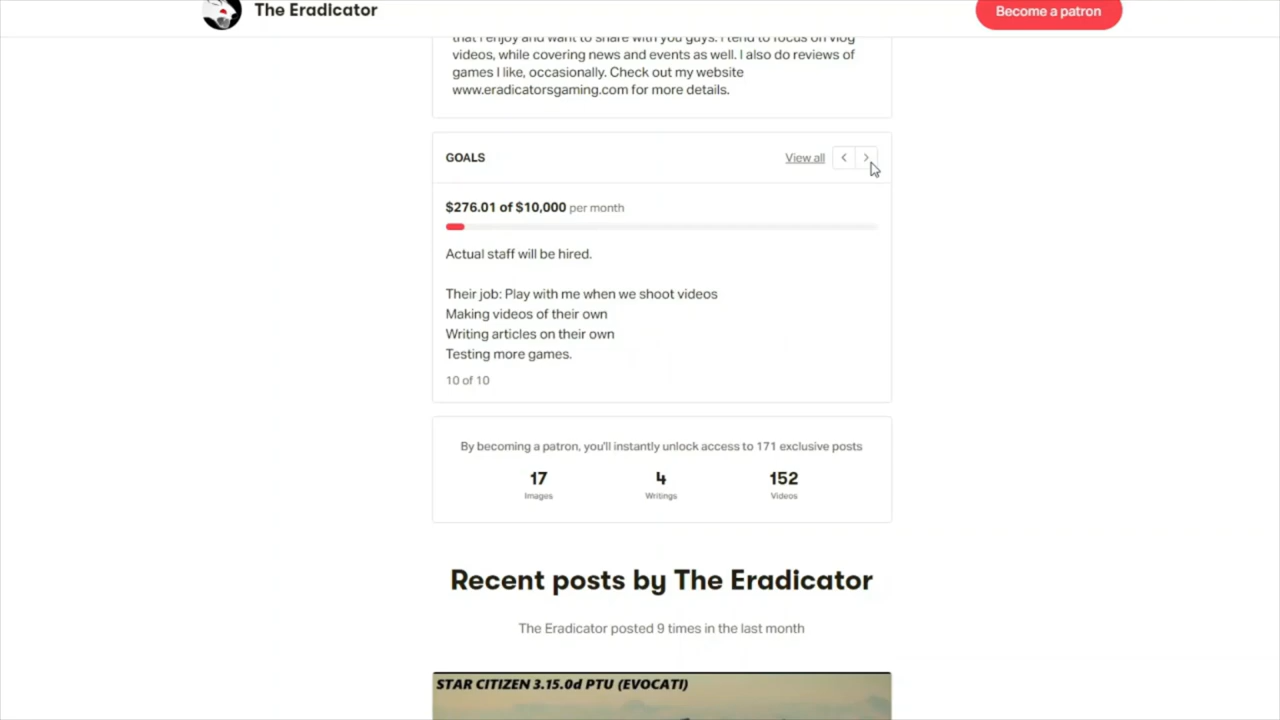 The Eradicator
Become a patron
that I enjoy and want to share with you guys. I tend to focus on vlog
videos, while covering news and events as well. I also do reviews of
games I like, occasionally. Check out my website
www.eradicatorsgaming.com for more details.
GOALS
View all
$276.01 of $10,000 per month
Actual staff will be hired.
Their job: Play with me when we shoot videos
Making videos of their own
Writing articles on their own
Testing more games.
10 of 10
By becoming a patron, you'll instantly unlock access to 171 exclusive posts
17 4 152
Images Writings Videos
Recent posts by The Eradicator
The Eradicator posted 9 times in the last month
STAR CITIZEN 3.15.0d PTU (EVOCATI)